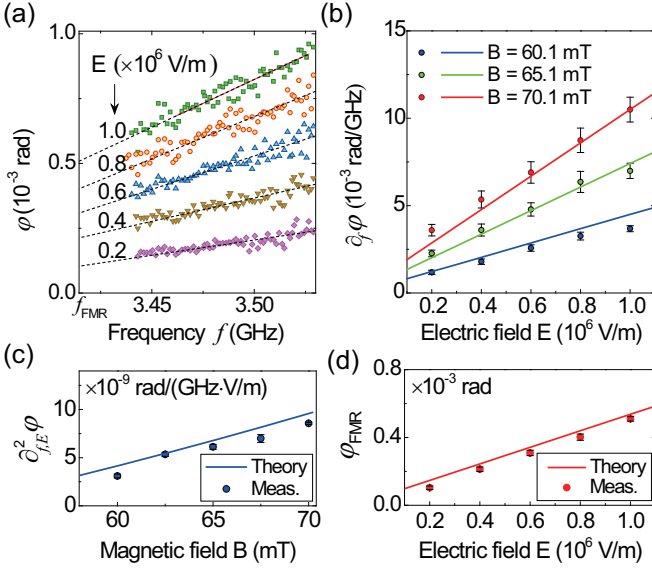 (a)
E (×10⁶ V/m)
1.0
0.8
0.6
0.4
0.2
1.0
0.5
0.0
φ (10⁻³ rad)
f_FMR
3.45
3.50
Frequency f (GHz)
(b)
B = 60.1 mT
B = 65.1 mT
B = 70.1 mT
15
10
5
0
∂_f φ (10⁻³ rad/GHz)
0.2 0.4 0.6 0.8 1.0
Electric field E (10⁶ V/m)
(c)
×10⁻⁹ rad/(GHz·V/m)
10
5
0
∂²_{f,E} φ
Theory
Meas.
60 65 70
Magnetic field B (mT)
(d)
×10⁻³ rad
0.8
0.4
0.0
φ_FMR
Theory
Meas.
0.2 0.4 0.6 0.8 1.0
Electric field E (10⁶ V/m)